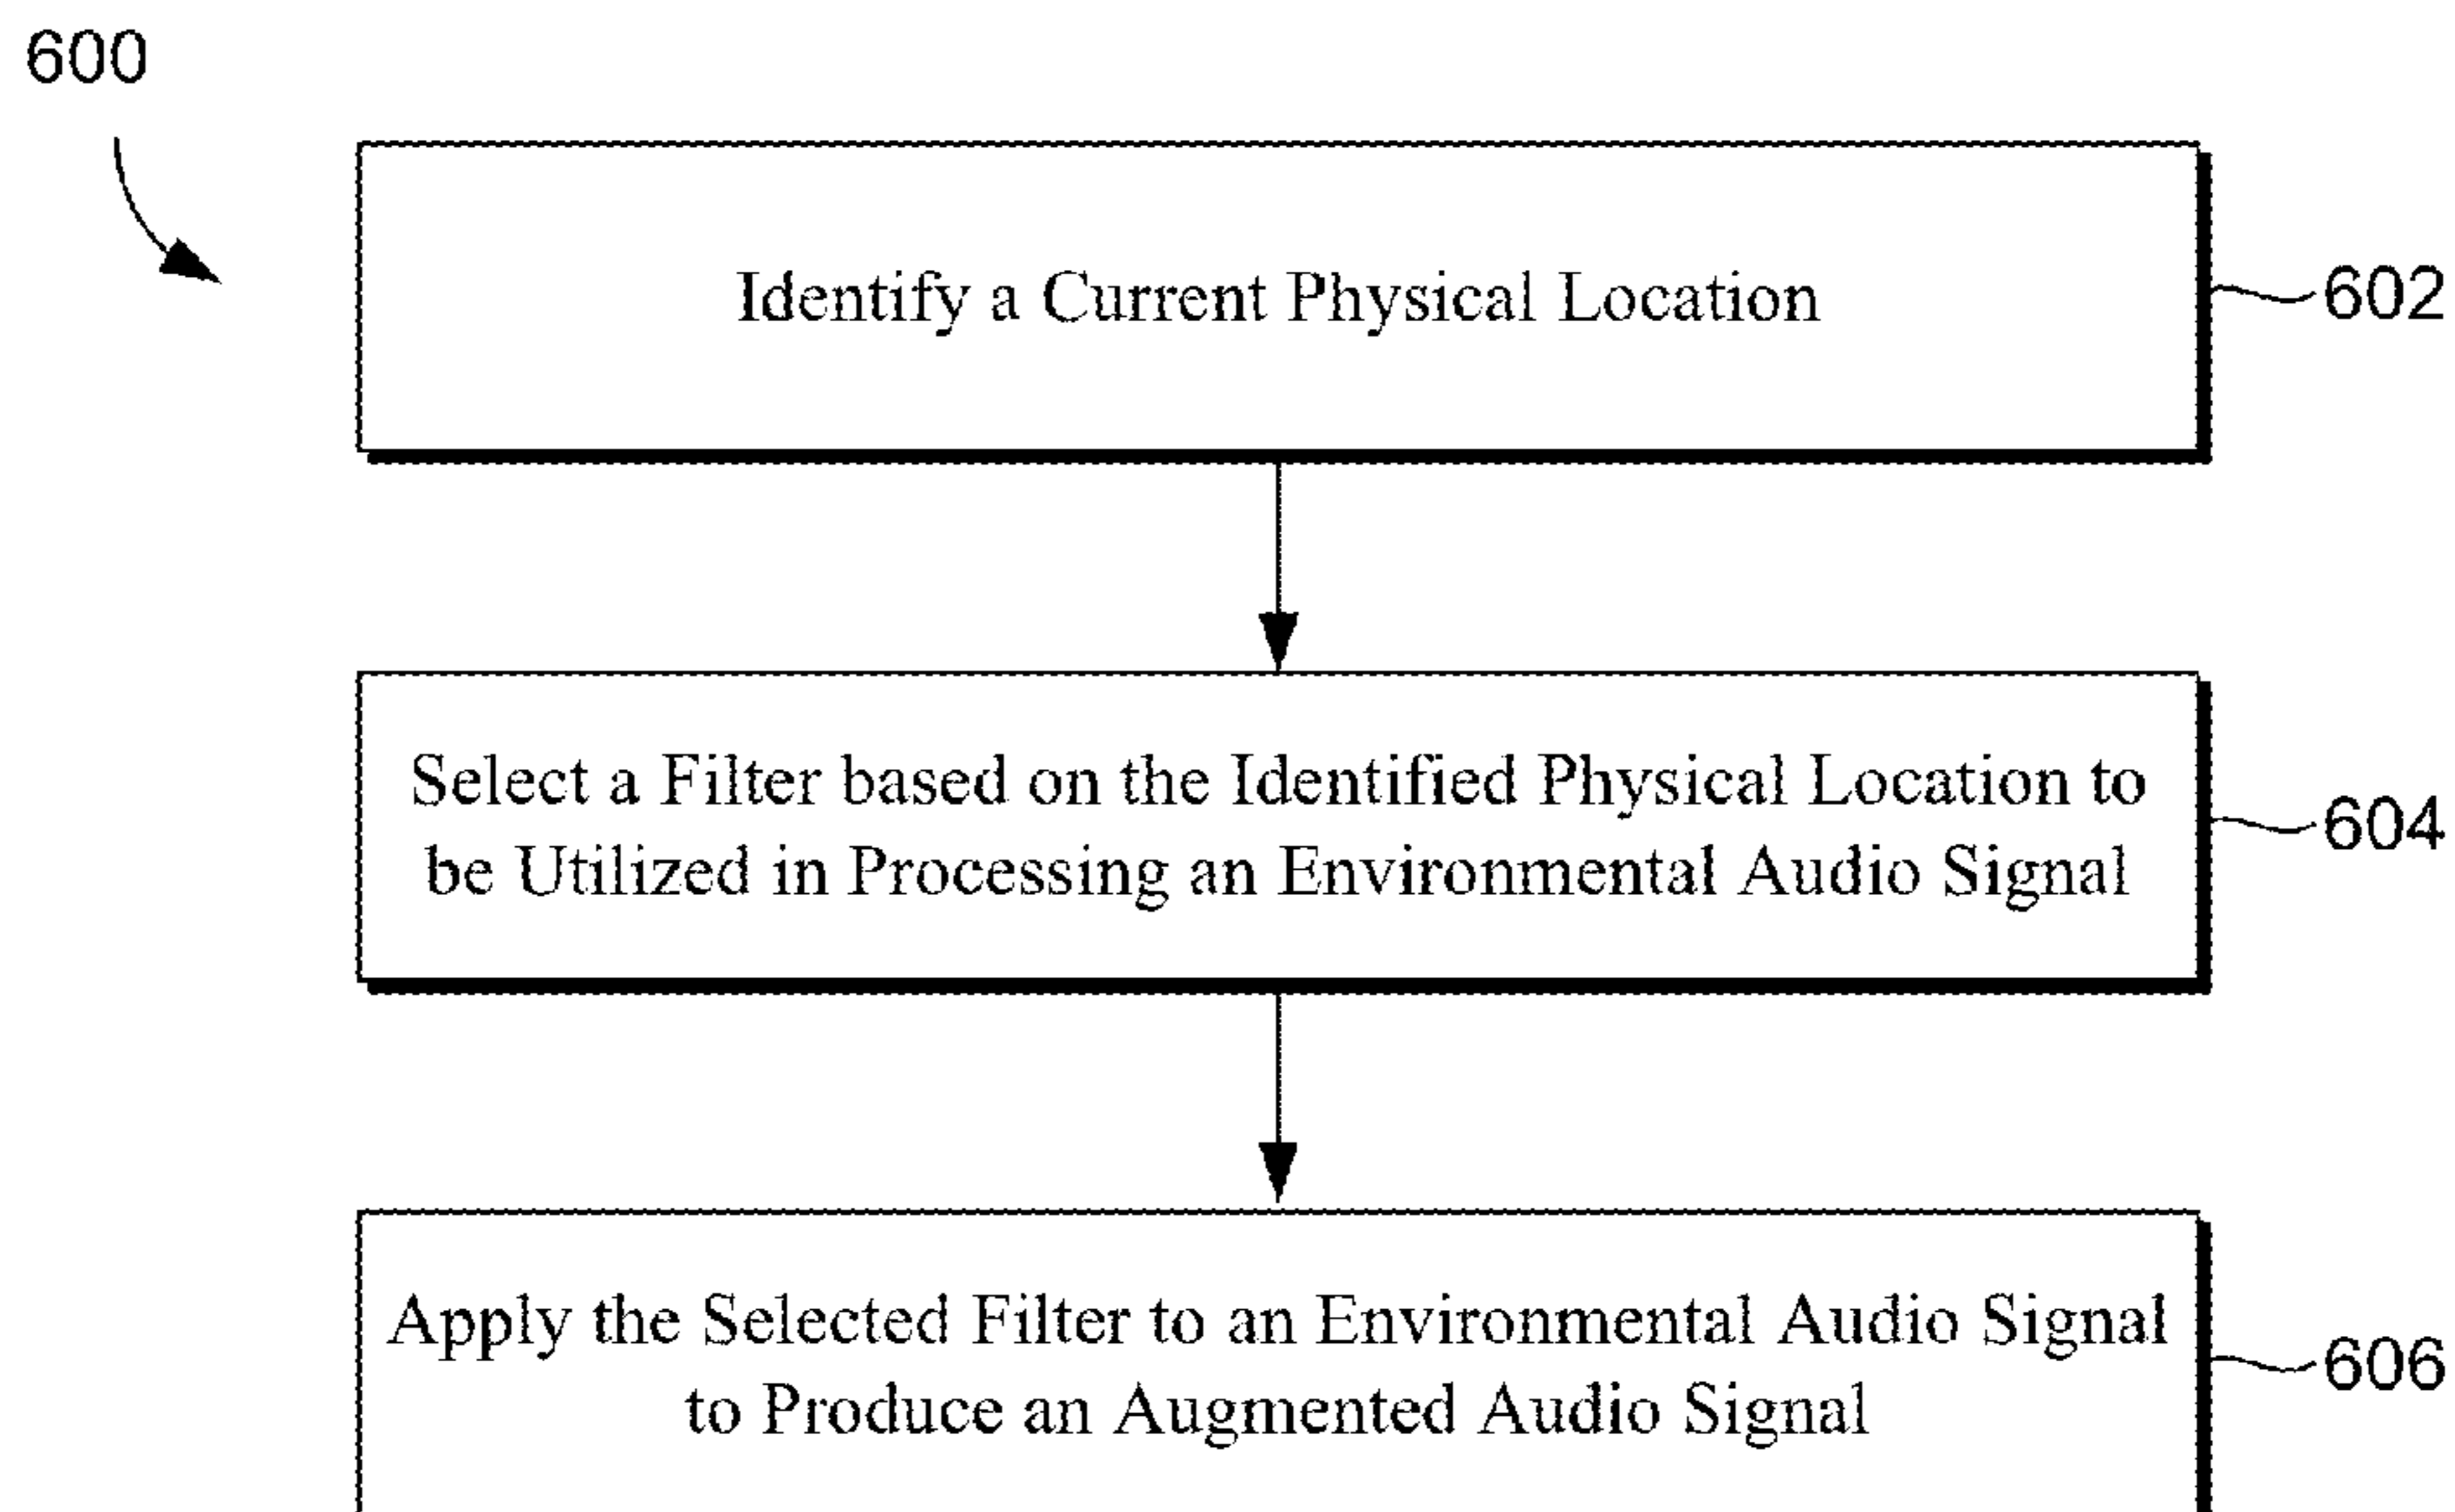 600
Identify a Current Physical Location
602
Select a Filter based on the Identified Physical Location to
be Utilized in Processing an Environmental Audio Signal
604
Apply the Selected Filter to an Environmental Audio Signal
to Produce an Augmented Audio Signal
606